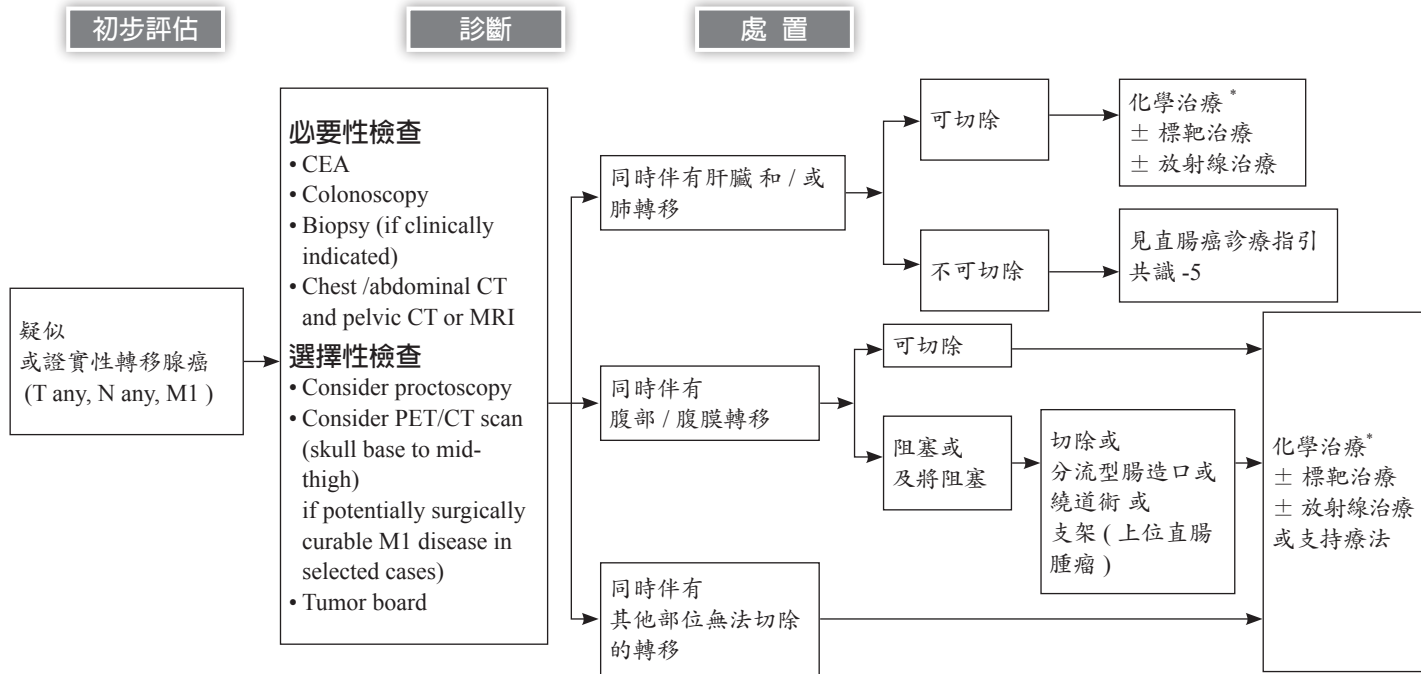 初步評估
診斷
處 置
疑似
或證實性轉移腺癌
(T any, N any, M1 )
必要性檢查
• CEA
• Colonoscopy
• Biopsy (if clinically
indicated)
• Chest /abdominal CT
and pelvic CT or MRI
選擇性檢查
• Consider proctoscopy
• Consider PET/CT scan
(skull base to mid-
thigh)
if potentially surgically
curable M1 disease in
selected cases)
• Tumor board
同時伴有肝臟 和 / 或
肺轉移
可切除
化學治療 *
± 標靶治療
± 放射線治療
不可切除
見直腸癌診療指引
共識 -5
同時伴有
腹部 / 腹膜轉移
可切除
阻塞或
及將阻塞
切除或
分流型腸造口或
繞道術 或
支架 ( 上位直腸
腫瘤 )
同時伴有
其他部位無法切除
的轉移
化學治療*
± 標靶治療
± 放射線治療
或支持療法